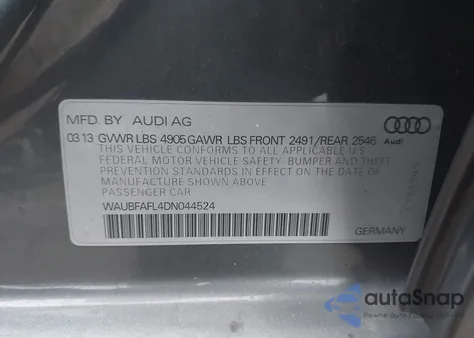 MFD. BY AUDI AG
03 13 GVWR LBS 4905 GAWR LBS FRONT 2491/REAR 2546
Audi
THIS VEHICLE CONFORMS TO ALL APPLICABLE U.S.
FEDERAL MOTOR VEHICLE SAFETY, BUMPER AND THEFT
PREVENTION STANDARDS IN EFFECT ON THE DATE OF
MANUFACTURE SHOWN ABOVE
PASSENGER CAR
WAUBFAFL4DN044524
GERMANY
autoSnap